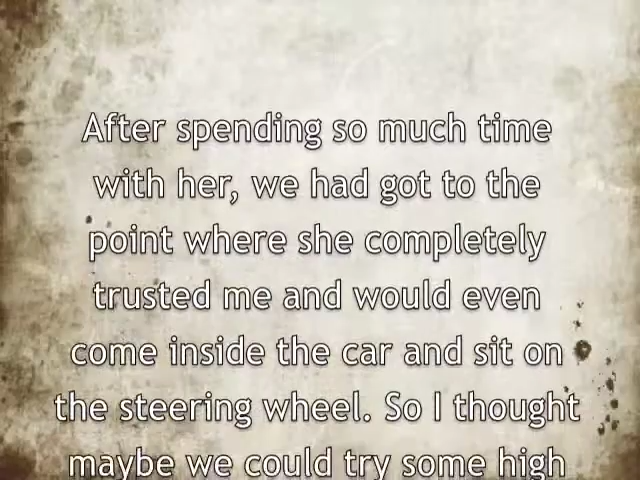 After spending so much time
with her, we had got to the
point where she completely
trusted me and would even
come inside the car and sit on
the steering wheel. So I thought
maybe we could try some high